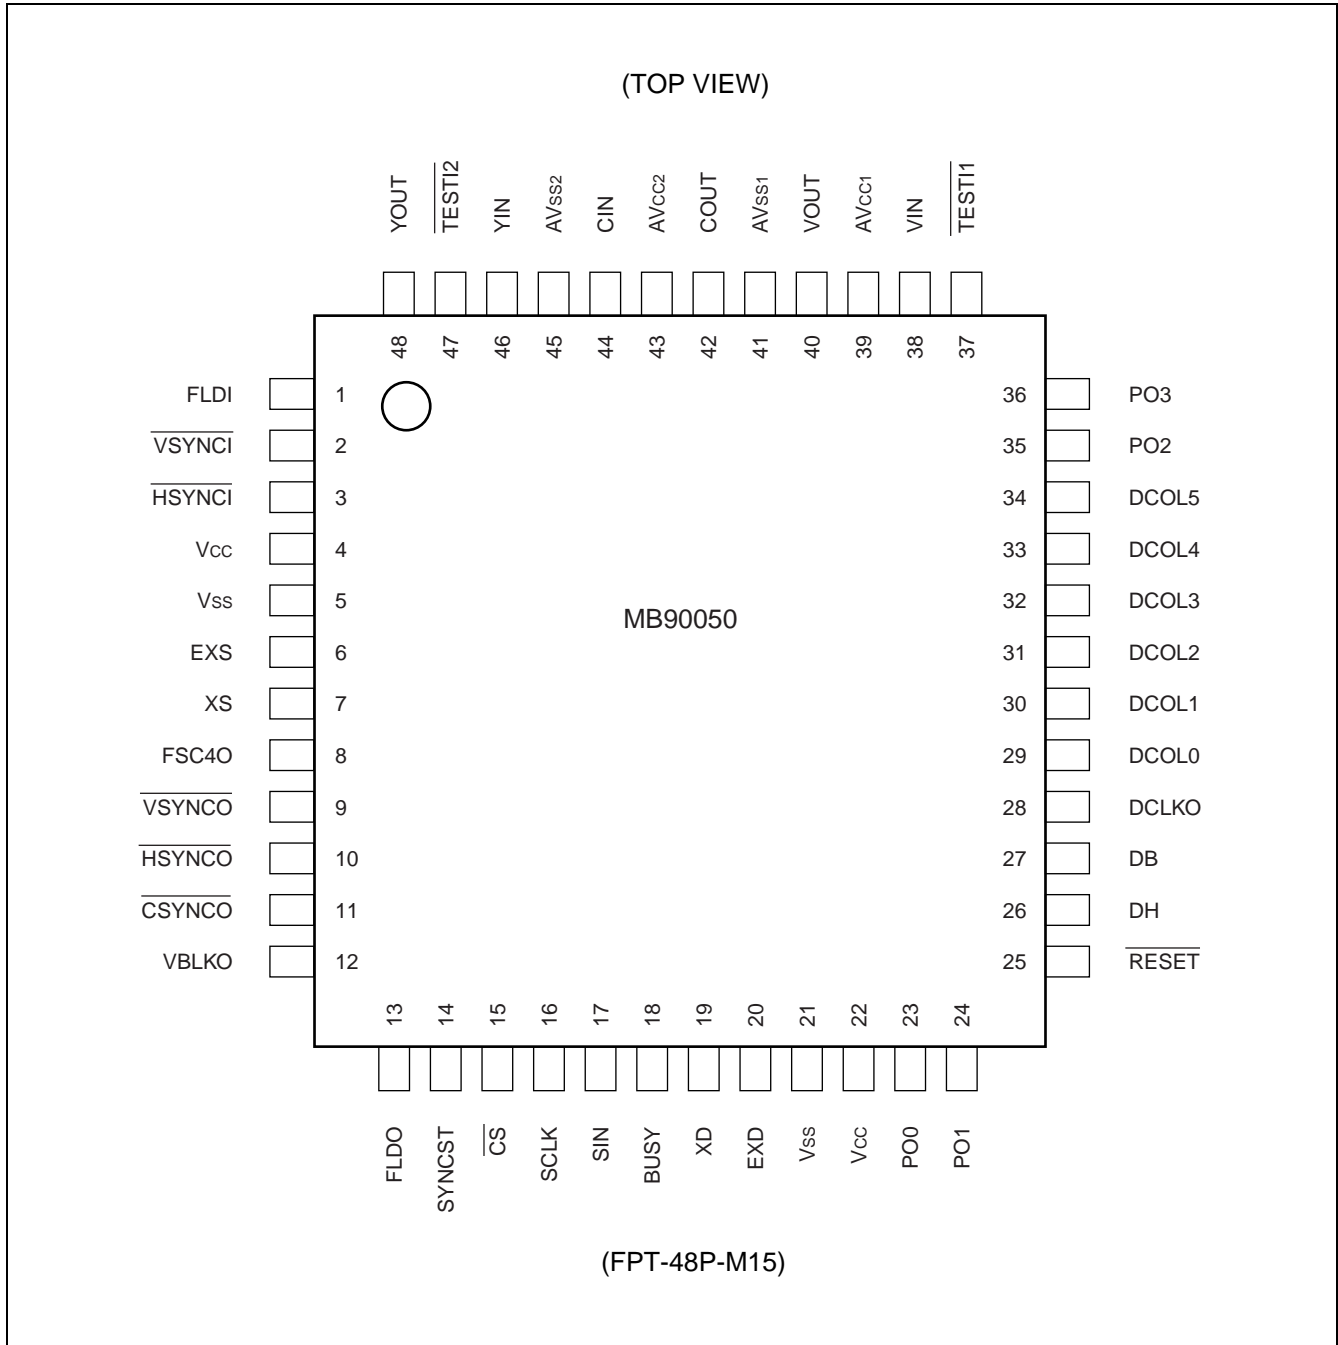 (TOP VIEW)
YOUT
TESTI2
YIN
AVSS2
CIN
AVCC2
COUT
AVSS1
VOUT
AVCC1
VIN
TESTI1
48
47
46
45
44
43
42
41
40
39
38
37
FLDI 1
VSYNCI 2
HSYNCI 3
VCC 4
VSS 5
EXS 6
XS 7
FSC4O 8
VSYNCO 9
HSYNCO 10
CSYNCO 11
VBLKO 12
MB90050
36 PO3
35 PO2
34 DCOL5
33 DCOL4
32 DCOL3
31 DCOL2
30 DCOL1
29 DCOL0
28 DCLKO
27 DB
26 DH
25 RESET
13
14
15
16
17
18
19
20
21
22
23
24
FLDO
SYNCST
CS
SCLK
SIN
BUSY
XD
EXD
VSS
VCC
PO0
PO1
(FPT-48P-M15)